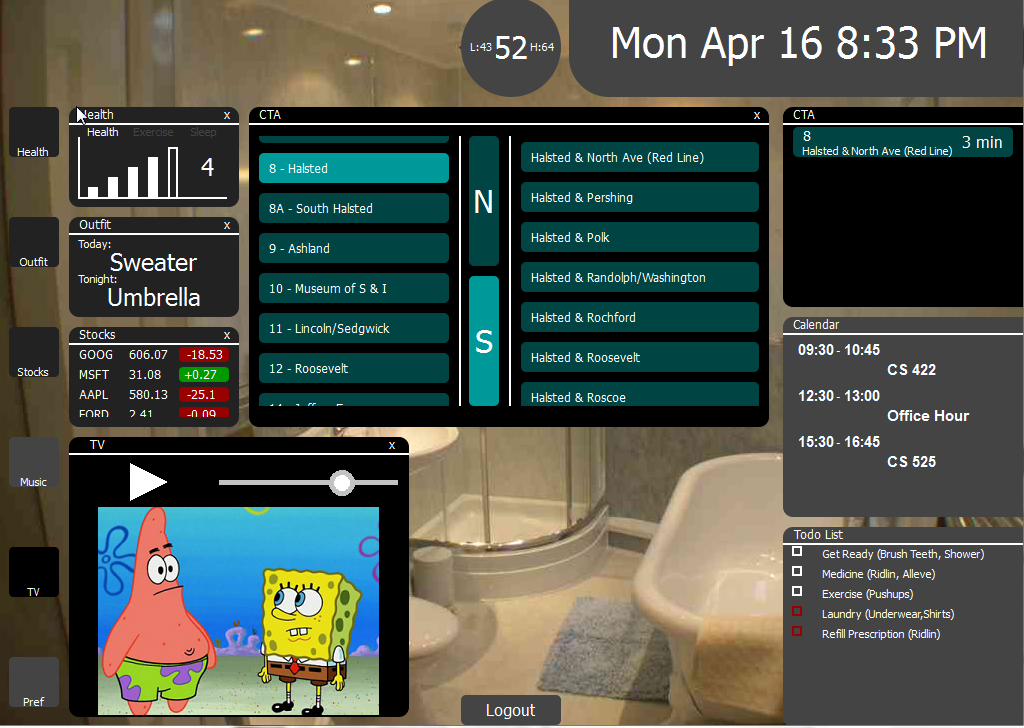 L:43 52 H:64
Mon Apr 16 8:33 PM
Health
Outfit
Stocks
Music
TV
Pref
Health x
Health Exercise Sleep
4
Outfit x
Today:
Sweater
Tonight:
Umbrella
Stocks x
GOOG 606.07 -18.53
MSFT 31.08 +0.27
AAPL 580.13 -25.1
FORD 2.41 -0.09
TV x
CTA x
8 - Halsted
8A - South Halsted
9 - Ashland
10 - Museum of S & I
11 - Lincoln/Sedgwick
12 - Roosevelt
N
S
Halsted & North Ave (Red Line)
Halsted & Pershing
Halsted & Polk
Halsted & Randolph/Washington
Halsted & Rochford
Halsted & Roosevelt
Halsted & Roscoe
CTA
8
Halsted & North Ave (Red Line) 3 min
Calendar
09:30 - 10:45
CS 422
12:30 - 13:00
Office Hour
15:30 - 16:45
CS 525
Todo List
Get Ready (Brush Teeth, Shower)
Medicine (Ridlin, Alleve)
Exercise (Pushups)
Laundry (Underwear,Shirts)
Refill Prescription (Ridlin)
Logout